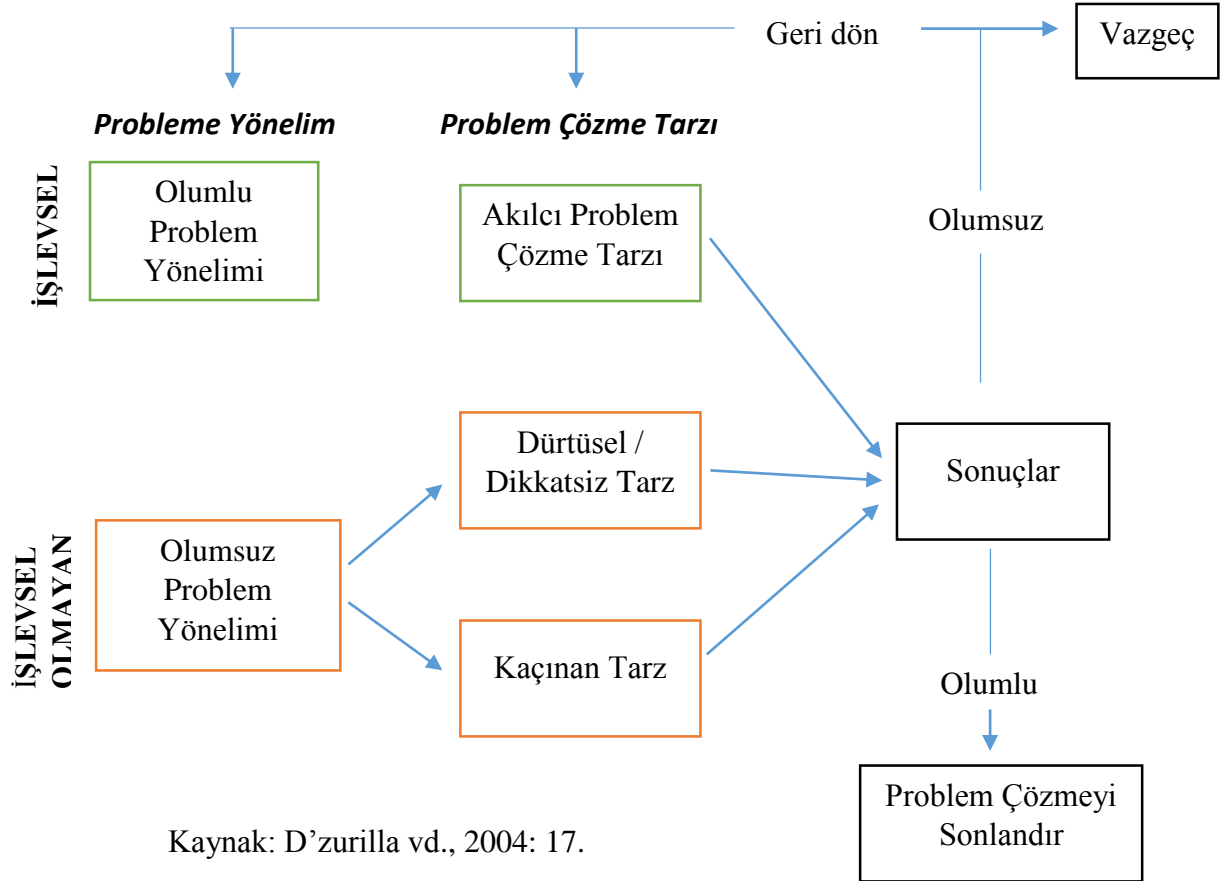 Geri dön
Vazgeç
Probleme Yönelim
Problem Çözme Tarzı
İŞLEVSEL
Olumlu
Problem
Yönelimi
Akılcı Problem
Çözme Tarzı
Olumsuz
İŞLEVSEL
OLMAYAN
Olumsuz
Problem
Yönelimi
Dürtüsel /
Dikkatsiz Tarz
Kaçınan Tarz
Sonuçlar
Olumlu
Problem Çözmeyi
Sonlandır
Kaynak: D’zurilla vd., 2004: 17.